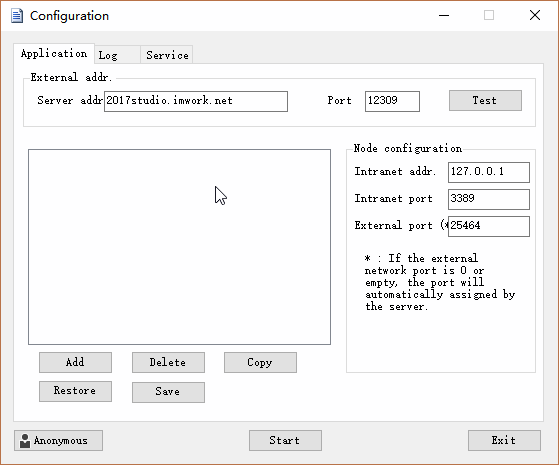 Configuration
Application Log Service
External addr.
Server addr 2017studio.imwork.net Port 12309 Test
Node configuration
Intranet addr. 127.0.0.1
Intranet port 3389
External port (* 25464
* : If the external
network port is 0 or
empty, the port will
automatically assigned by
the server.
Add Delete Copy
Restore Save
Anonymous Start Exit